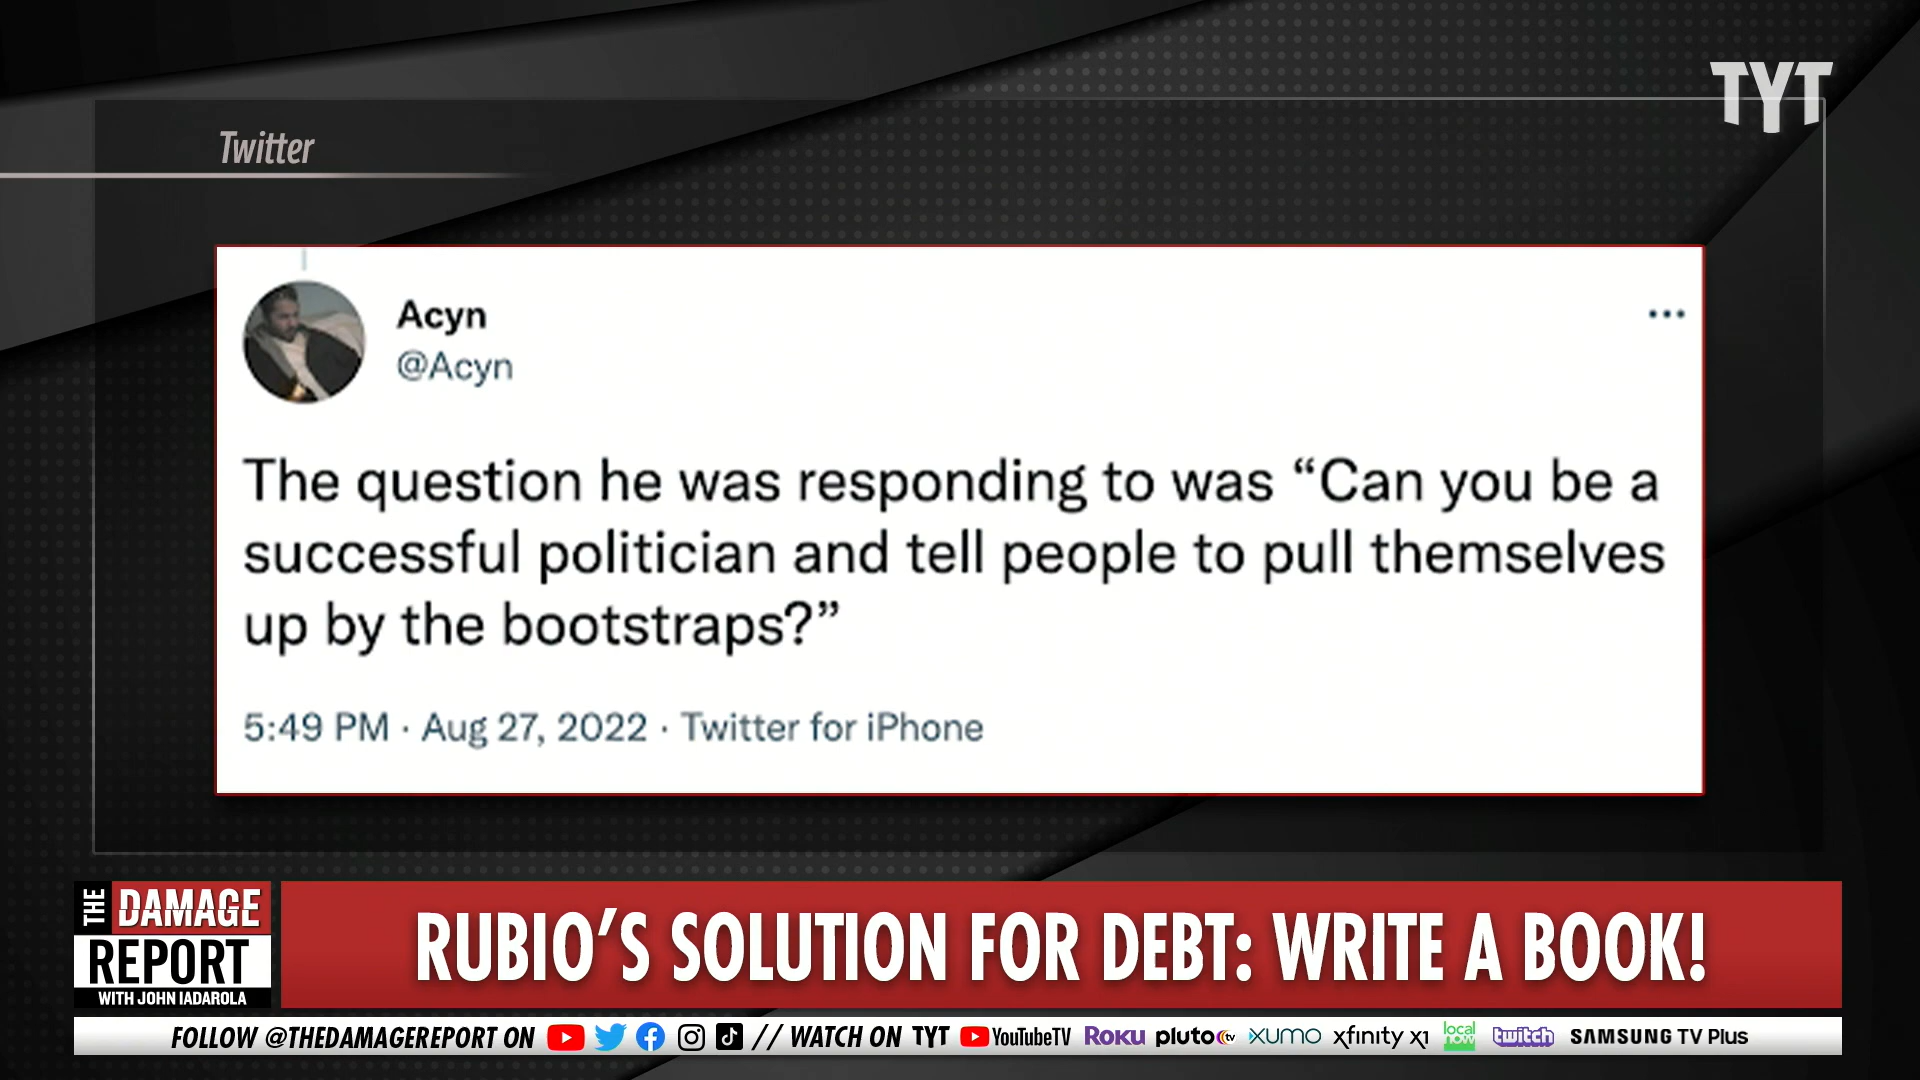 TYT
Twitter
Acyn
@Acyn
The question he was responding to was “Can you be a
successful politician and tell people to pull themselves
up by the bootstraps?”
5:49 PM · Aug 27, 2022 · Twitter for iPhone
THE DAMAGE
REPORT
WITH JOHN IADAROLA
RUBIO’S SOLUTION FOR DEBT: WRITE A BOOK!
FOLLOW @THEDAMAGEREPORT ON // WATCH ON TYT YouTubeTV ROKU pluto tv XUMO xfinity x1 local now twitch SAMSUNG TV Plus